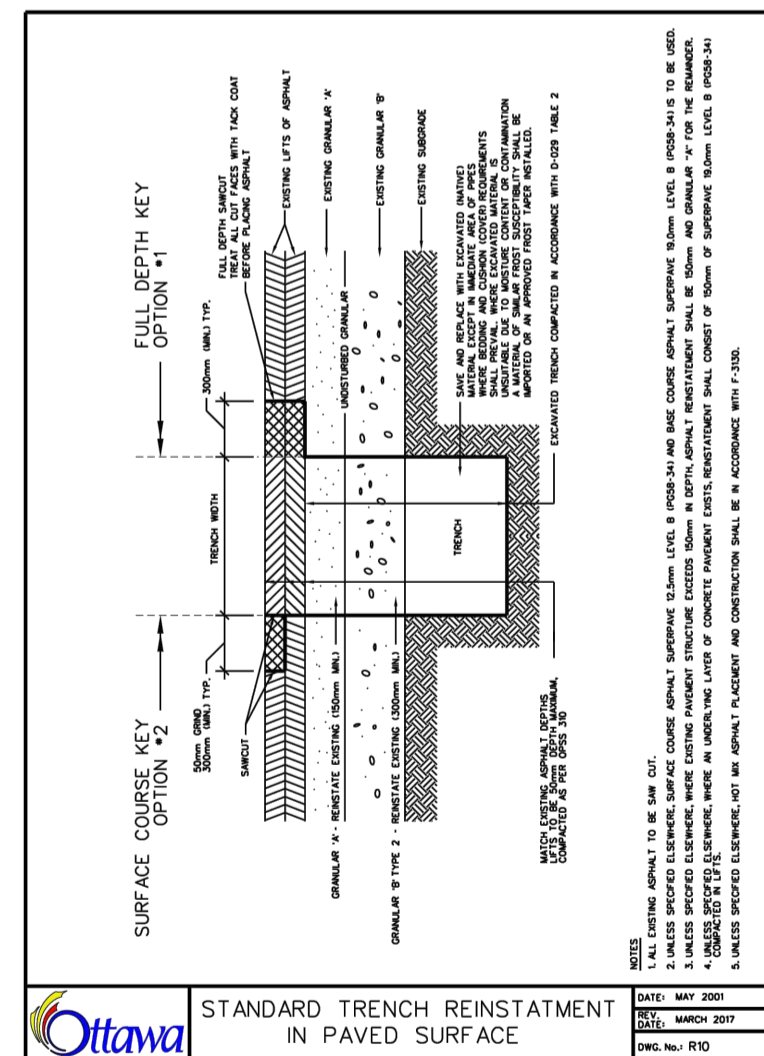 SURFACE COURSE KEY
OPTION #2
FULL DEPTH KEY
OPTION #1
50mm GRIND
300mm (MIN.) TYP.
TRENCH WIDTH
300mm (MIN.) TYP.
FULL DEPTH SAWCUT
TREAT ALL CUT FACES WITH TACK COAT
BEFORE PLACING ASPHALT
SAWCUT
EXISTING LIFTS OF ASPHALT
GRANULAR 'A' - REINSTATE EXISTING (150mm MIN.)
UNDISTURBED GRANULAR
EXISTING GRANULAR 'A'
GRANULAR 'B' TYPE 2 - REINSTATE EXISTING (300mm MIN.)
EXISTING GRANULAR 'B'
EXISTING SUBGRADE
TRENCH
SAVE AND REPLACE WITH EXCAVATED (NATIVE)
MATERIAL EXCEPT IN IMMEDIATE AREA OF PIPES
WHERE BEDDING AND CUSHION (COVER) REQUIREMENTS
SHALL PREVAIL. WHERE EXCAVATED MATERIAL IS
UNSUITABLE DUE TO MOISTURE CONTENT OR CONTAMINATION
A MATERIAL OF SIMILAR FROST SUSCEPTIBILITY SHALL BE
IMPORTED OR AN APPROVED FROST TAPER INSTALLED.
MATCH EXISTING ASPHALT DEPTHS
LIFTS TO BE 50mm DEPTH MAXIMUM,
COMPACTED AS PER OPSS 310
EXCAVATED TRENCH COMPACTED IN ACCORDANCE WITH D-029 TABLE 2
NOTES
1. ALL EXISTING ASPHALT TO BE SAW CUT.
2. UNLESS SPECIFIED ELSEWHERE, SURFACE COURSE ASPHALT SUPERPAVE 12.5mm LEVEL B (PG58-34) AND BASE COURSE ASPHALT SUPERPAVE 19.0mm LEVEL B (PG58-34) IS TO BE USED.
3. UNLESS SPECIFIED ELSEWHERE, WHERE EXISTING PAVEMENT STRUCTURE EXCEEDS 150mm IN DEPTH, ASPHALT REINSTATEMENT SHALL BE 150mm AND GRANULAR "A" FOR THE REMAINDER.
4. UNLESS SPECIFIED ELSEWHERE, WHERE AN UNDERLYING LAYER OF CONCRETE PAVEMENT EXISTS, REINSTATEMENT SHALL CONSIST OF 150mm OF SUPERPAVE 19.0mm LEVEL B (PG58-34)
COMPACTED IN LIFTS.
5. UNLESS SPECIFIED ELSEWHERE, HOT MIX ASPHALT PLACEMENT AND CONSTRUCTION SHALL BE IN ACCORDANCE WITH F-3130.
Ottawa
STANDARD TRENCH REINSTATMENT
IN PAVED SURFACE
DATE: MAY 2001
REV. DATE: MARCH 2017
DWG. No.: R10